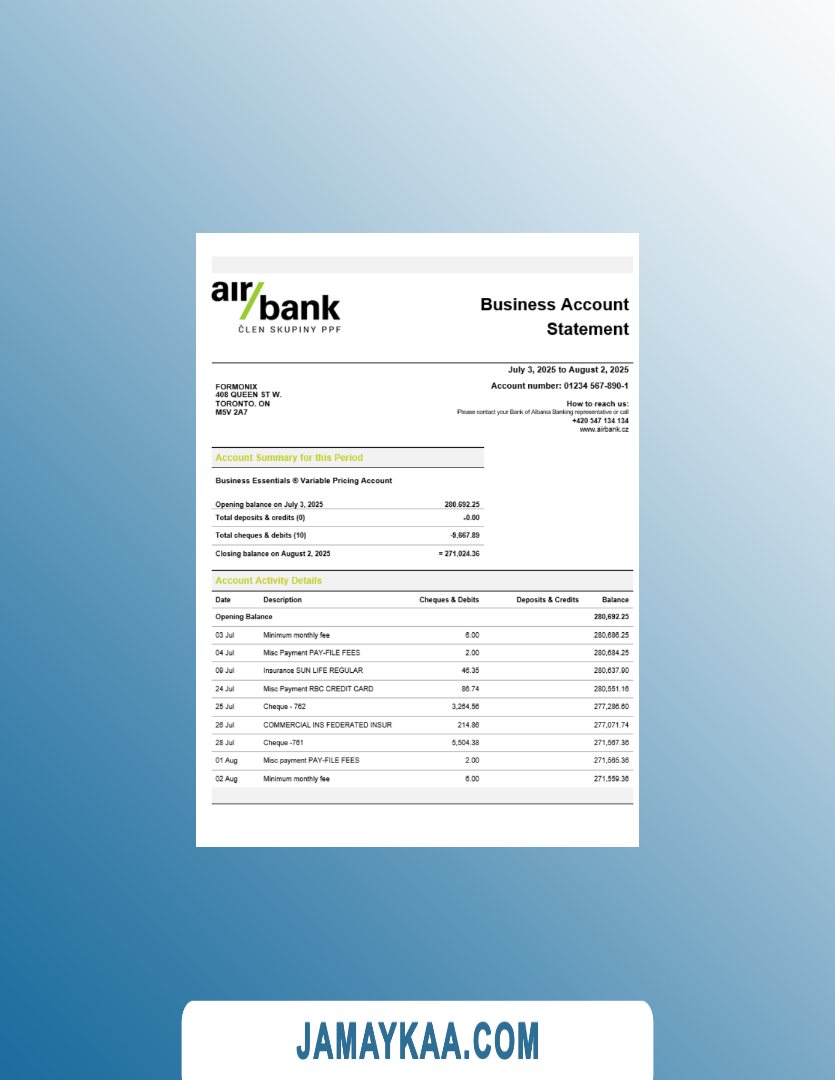 air/bank
ČLEN SKUPINY PPF
Business Account
Statement
July 3, 2025 to August 2, 2025
Account number: 01234 567-890-1
FORMONIX
408 QUEEN ST W.
TORONTO. ON
M5V 2A7
How to reach us:
Please contact your Bank of Albania Banking representative or call
+420 547 134 134
www.airbank.cz
Account Summary for this Period
Business Essentials ® Variable Pricing Account
Opening balance on July 3, 2025 280.692.25
Total deposits & credits (0) -0.00
Total cheques & debits (10) -9,667.89
Closing balance on August 2, 2025 = 271,024.36
Account Activity Details
Date Description Cheques & Debits Deposits & Credits Balance
Opening Balance 280,692.25
03 Jul Minimum monthly fee 6.00 280,686.25
04 Jul Misc Payment PAY-FILE FEES 2.00 280,684.25
09 Jul Insurance SUN LIFE REGULAR 46.35 280,637.90
24 Jul Misc Payment RBC CREDIT CARD 86.74 280,551.16
25 Jul Cheque - 762 3,264.56 277,286.60
26 Jul COMMERCIAL INS FEDERATED INSUR 214.86 277,071.74
28 Jul Cheque -761 5,504.38 271,567.36
01 Aug Misc payment PAY-FILE FEES 2.00 271,565.36
02 Aug Minimum monthly fee 6.00 271,559.36
JAMAYKAA.COM